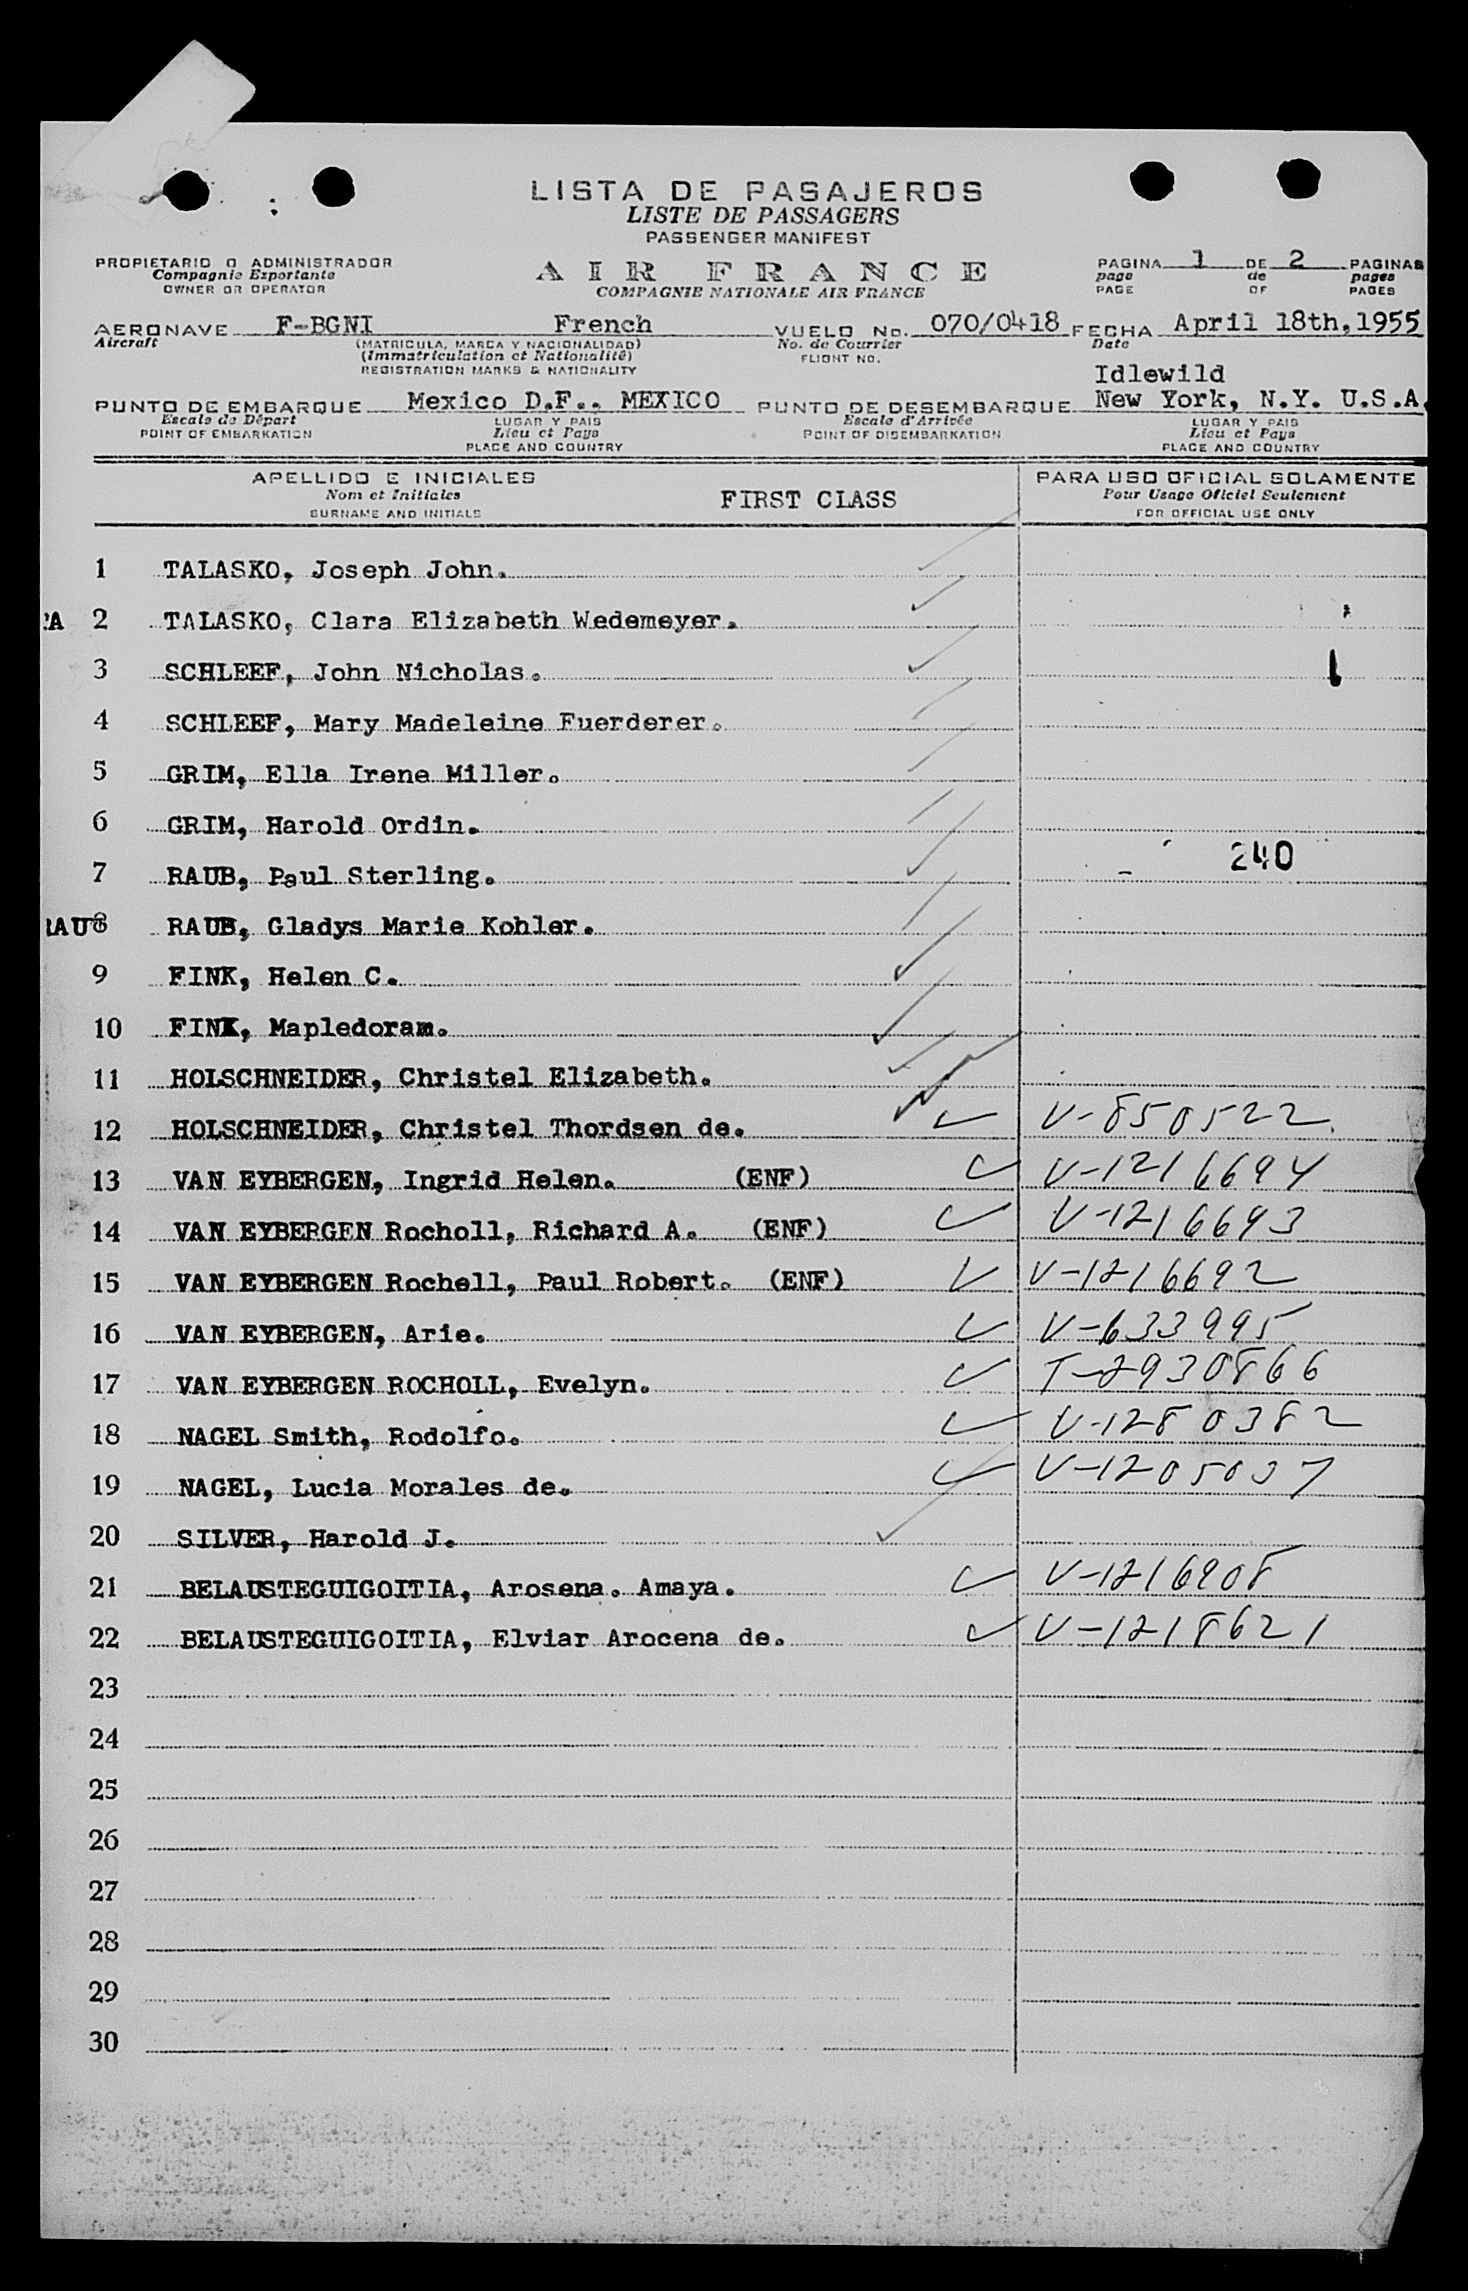 LISTA DE PASAJEROS
LISTE DE PASSAGERS
PASSENGER MANIFEST
PROPIETARIO O ADMINISTRADOR
Compagnie Exportante
OWNER OR OPERATOR
AIR FRANCE
COMPAGNIE NATIONALE AIR FRANCE
PAGINA 1 DE 2 PAGINAS
page de pages
PAGE OF PAGES
AERONAVE F-BGNI French VUELO No. 070/0418 FECHA April 18th, 1955
Aircraft (MATRICULA, MARCA Y NACIONALIDAD) No. de Courrier Date
(Immatriculation et Nationalité) FLIGHT NO.
REGISTRATION MARKS & NATIONALITY
Idlewild
PUNTO DE EMBARQUE Mexico D.F., MEXICO PUNTO DE DESEMBARQUE New York, N.Y. U.S.A.
Escale de Départ LUGAR Y PAIS Escale d'Arrivée LUGAR Y PAIS
POINT OF EMBARKATION Lieu et Pays POINT OF DISEMBARKATION Lieu et Pays
PLACE AND COUNTRY PLACE AND COUNTRY
APELLIDO E INICIALES PARA USO OFICIAL SOLAMENTE
Nom et Initiales FIRST CLASS Pour Usage Oficiel Seulement
SURNAME AND INITIALS FOR OFFICIAL USE ONLY
1 TALASKO, Joseph John.
2 TALASKO, Clara Elizabeth Wedemeyer.
3 SCHLEEF, John Nicholas.
4 SCHLEEF, Mary Madeleine Fuerderer.
5 GRIM, Ella Irene Miller.
6 GRIM, Harold Ordin.
240
7 RAUB, Paul Sterling.
8 RAUB, Gladys Marie Kohler.
9 FINK, Helen C.
10 FINK, Mapledoram.
11 HOLSCHNEIDER, Christel Elizabeth.
12 HOLSCHNEIDER, Christel Thordsen de. V-850522
13 VAN EYBERGEN, Ingrid Helen. (ENF) V-1216694
14 VAN EYBERGEN Rocholl, Richard A. (ENF) V-1216693
15 VAN EYBERGEN Rochell, Paul Robert. (ENF) V-1216692
16 VAN EYBERGEN, Arie. V-633995
17 VAN EYBERGEN ROCHOLL, Evelyn. T-2930866
18 NAGEL Smith, Rodolfo. V-1280382
19 NAGEL, Lucia Morales de. V-1205037
20 SILVER, Harold J.
21 BELAUSTEGUIGOITIA, Arosena. Amaya. V-1216908
22 BELAUSTEGUIGOITIA, Elviar Arocena de. V-1218621
23
24
25
26
27
28
29
30